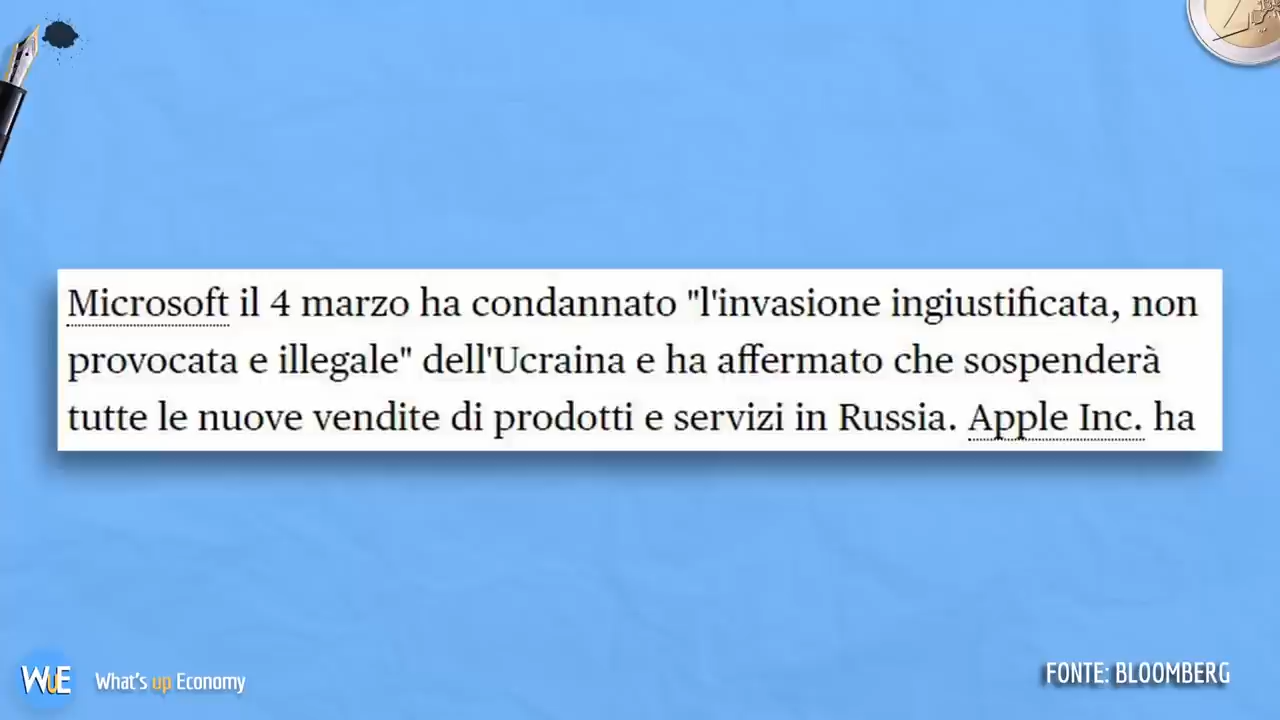 Microsoft il 4 marzo ha condannato "l'invasione ingiustificata, non
provocata e illegale" dell'Ucraina e ha affermato che sospenderà
tutte le nuove vendite di prodotti e servizi in Russia. Apple Inc. ha
WuE What's up Economy
FONTE: BLOOMBERG